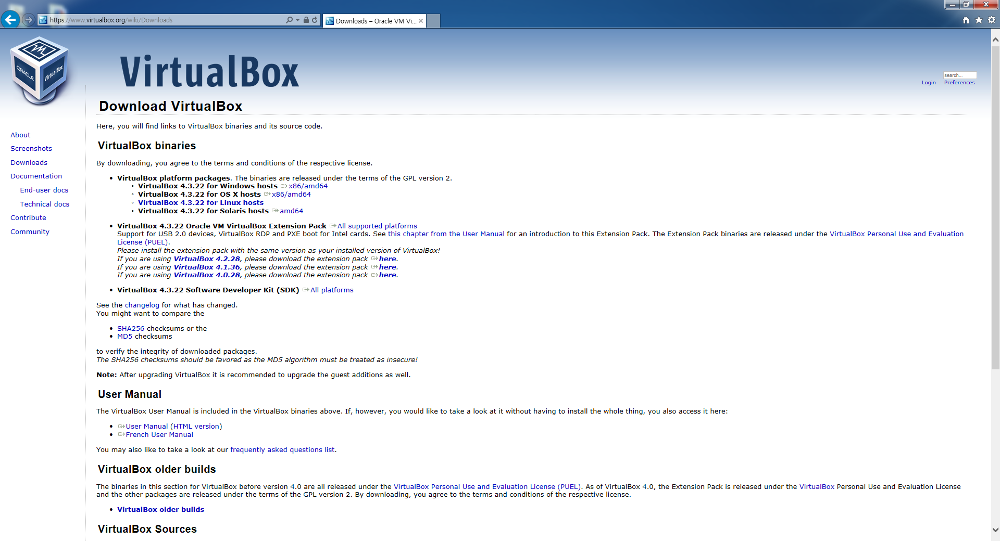 https://www.virtualbox.org/wiki/Downloads
Downloads – Oracle VM Vi...
ORACLE
VirtualBox
VirtualBox
search...
Login
Preferences
Download VirtualBox
Here, you will find links to VirtualBox binaries and its source code.
About
Screenshots
Downloads
Documentation
End-user docs
Technical docs
Contribute
Community
VirtualBox binaries
By downloading, you agree to the terms and conditions of the respective license.
• VirtualBox platform packages. The binaries are released under the terms of the GPL version 2.
◦ VirtualBox 4.3.22 for Windows hosts x86/amd64
◦ VirtualBox 4.3.22 for OS X hosts x86/amd64
◦ VirtualBox 4.3.22 for Linux hosts
◦ VirtualBox 4.3.22 for Solaris hosts amd64
• VirtualBox 4.3.22 Oracle VM VirtualBox Extension Pack All supported platforms
Support for USB 2.0 devices, VirtualBox RDP and PXE boot for Intel cards. See this chapter from the User Manual for an introduction to this Extension Pack. The Extension Pack binaries are released under the VirtualBox Personal Use and Evaluation
License (PUEL).
Please install the extension pack with the same version as your installed version of VirtualBox!
If you are using VirtualBox 4.2.28, please download the extension pack here.
If you are using VirtualBox 4.1.36, please download the extension pack here.
If you are using VirtualBox 4.0.28, please download the extension pack here.
• VirtualBox 4.3.22 Software Developer Kit (SDK) All platforms
See the changelog for what has changed.
You might want to compare the
• SHA256 checksums or the
• MD5 checksums
to verify the integrity of downloaded packages.
The SHA256 checksums should be favored as the MD5 algorithm must be treated as insecure!
Note: After upgrading VirtualBox it is recommended to upgrade the guest additions as well.
User Manual
The VirtualBox User Manual is included in the VirtualBox binaries above. If, however, you would like to take a look at it without having to install the whole thing, you also access it here:
• User Manual (HTML version)
• French User Manual
You may also like to take a look at our frequently asked questions list.
VirtualBox older builds
The binaries in this section for VirtualBox before version 4.0 are all released under the VirtualBox Personal Use and Evaluation License (PUEL). As of VirtualBox 4.0, the Extension Pack is released under the VirtualBox Personal Use and Evaluation License
and the other packages are released under the terms of the GPL version 2. By downloading, you agree to the terms and conditions of the respective license.
• VirtualBox older builds
VirtualBox Sources